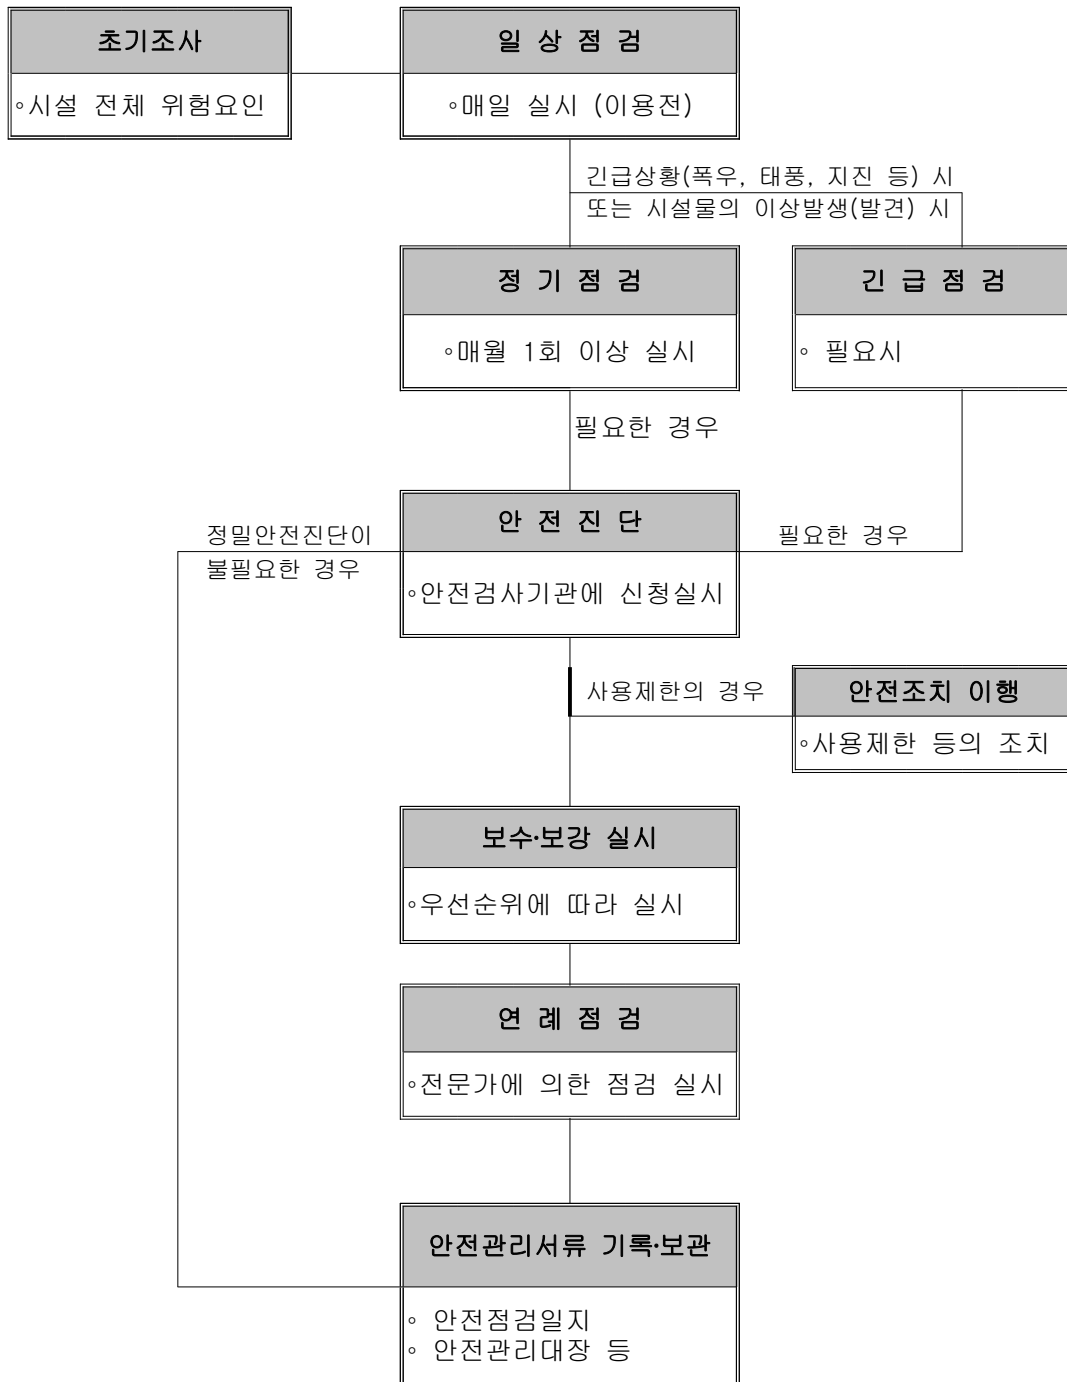 초기조사
◦시설 전체 위험요인
일 상 점 검
◦매일 실시 (이용전)
긴급상황(폭우, 태풍, 지진 등) 시
또는 시설물의 이상발생(발견) 시
정 기 점 검
◦매월 1회 이상 실시
긴 급 점 검
◦ 필요시
필요한 경우
안 전 진 단
◦안전검사기관에 신청실시
정밀안전진단이
불필요한 경우
필요한 경우
사용제한의 경우
안전조치 이행
◦사용제한 등의 조치
보수·보강 실시
◦우선순위에 따라 실시
연 례 점 검
◦전문가에 의한 점검 실시
안전관리서류 기록·보관
◦ 안전점검일지
◦ 안전관리대장 등